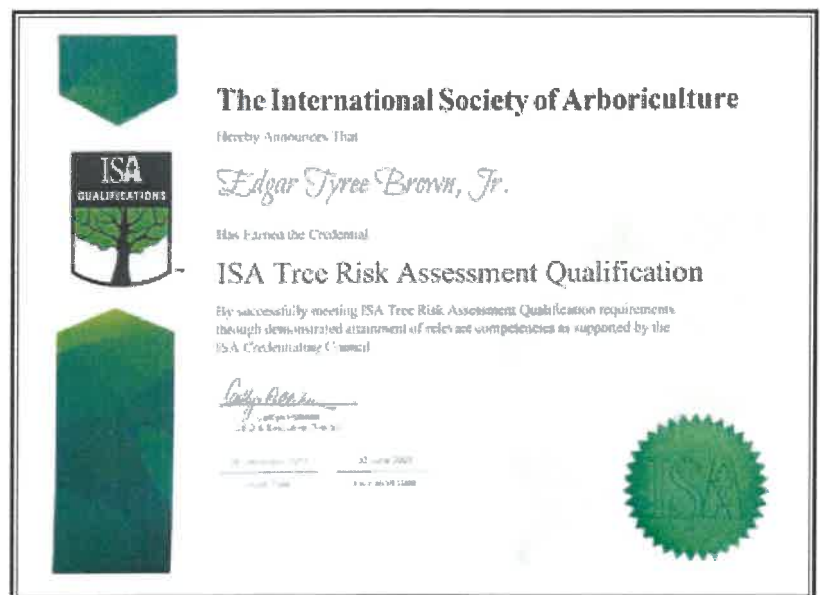 The International Society of Arboriculture
Hereby Announces That
ISA
QUALIFICATIONS
Edgar Tyree Brown, Jr.
Has Earned the Credential
ISA Tree Risk Assessment Qualification
By successfully meeting ISA Tree Risk Assessment Qualification requirements
through demonstrated attainment of relevant competencies as supported by the
ISA Credentialing Council
ISA